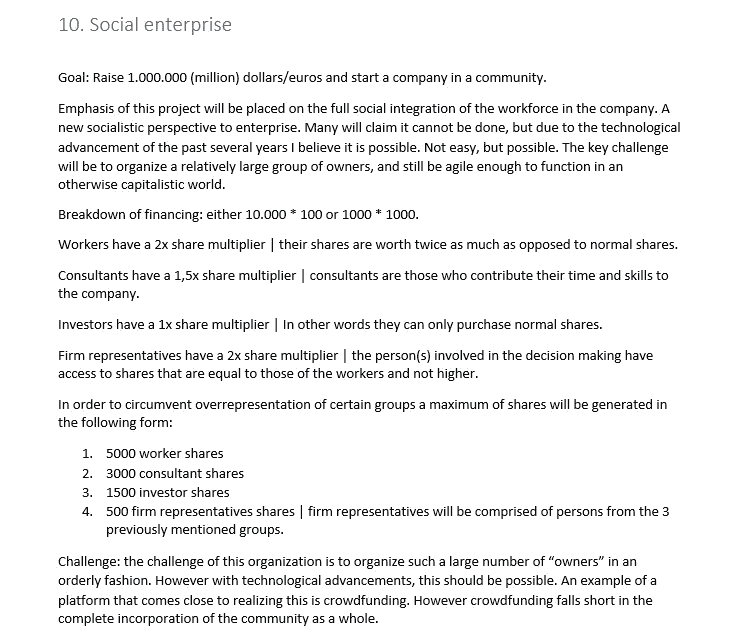 10. Social enterprise
Goal: Raise 1.000.000 (million) dollars/euros and start a company in a community.
Emphasis of this project will be placed on the full social integration of the workforce in the company. A
new socialistic perspective to enterprise. Many will claim it cannot be done, but due to the technological
advancement of the past several years I believe it is possible. Not easy, but possible. The key challenge
will be to organize a relatively large group of owners, and still be agile enough to function in an
otherwise capitalistic world.
Breakdown of financing: either 10.000 * 100 or 1000 * 1000.
Workers have a 2x share multiplier | their shares are worth twice as much as opposed to normal shares.
Consultants have a 1,5x share multiplier | consultants are those who contribute their time and skills to
the company.
Investors have a 1x share multiplier | In other words they can only purchase normal shares.
Firm representatives have a 2x share multiplier | the person(s) involved in the decision making have
access to shares that are equal to those of the workers and not higher.
In order to circumvent overrepresentation of certain groups a maximum of shares will be generated in
the following form:
1. 5000 worker shares
2. 3000 consultant shares
3. 1500 investor shares
4. 500 firm representatives shares | firm representatives will be comprised of persons from the 3
previously mentioned groups.
Challenge: the challenge of this organization is to organize such a large number of “owners” in an
orderly fashion. However with technological advancements, this should be possible. An example of a
platform that comes close to realizing this is crowdfunding. However crowdfunding falls short in the
complete incorporation of the community as a whole.